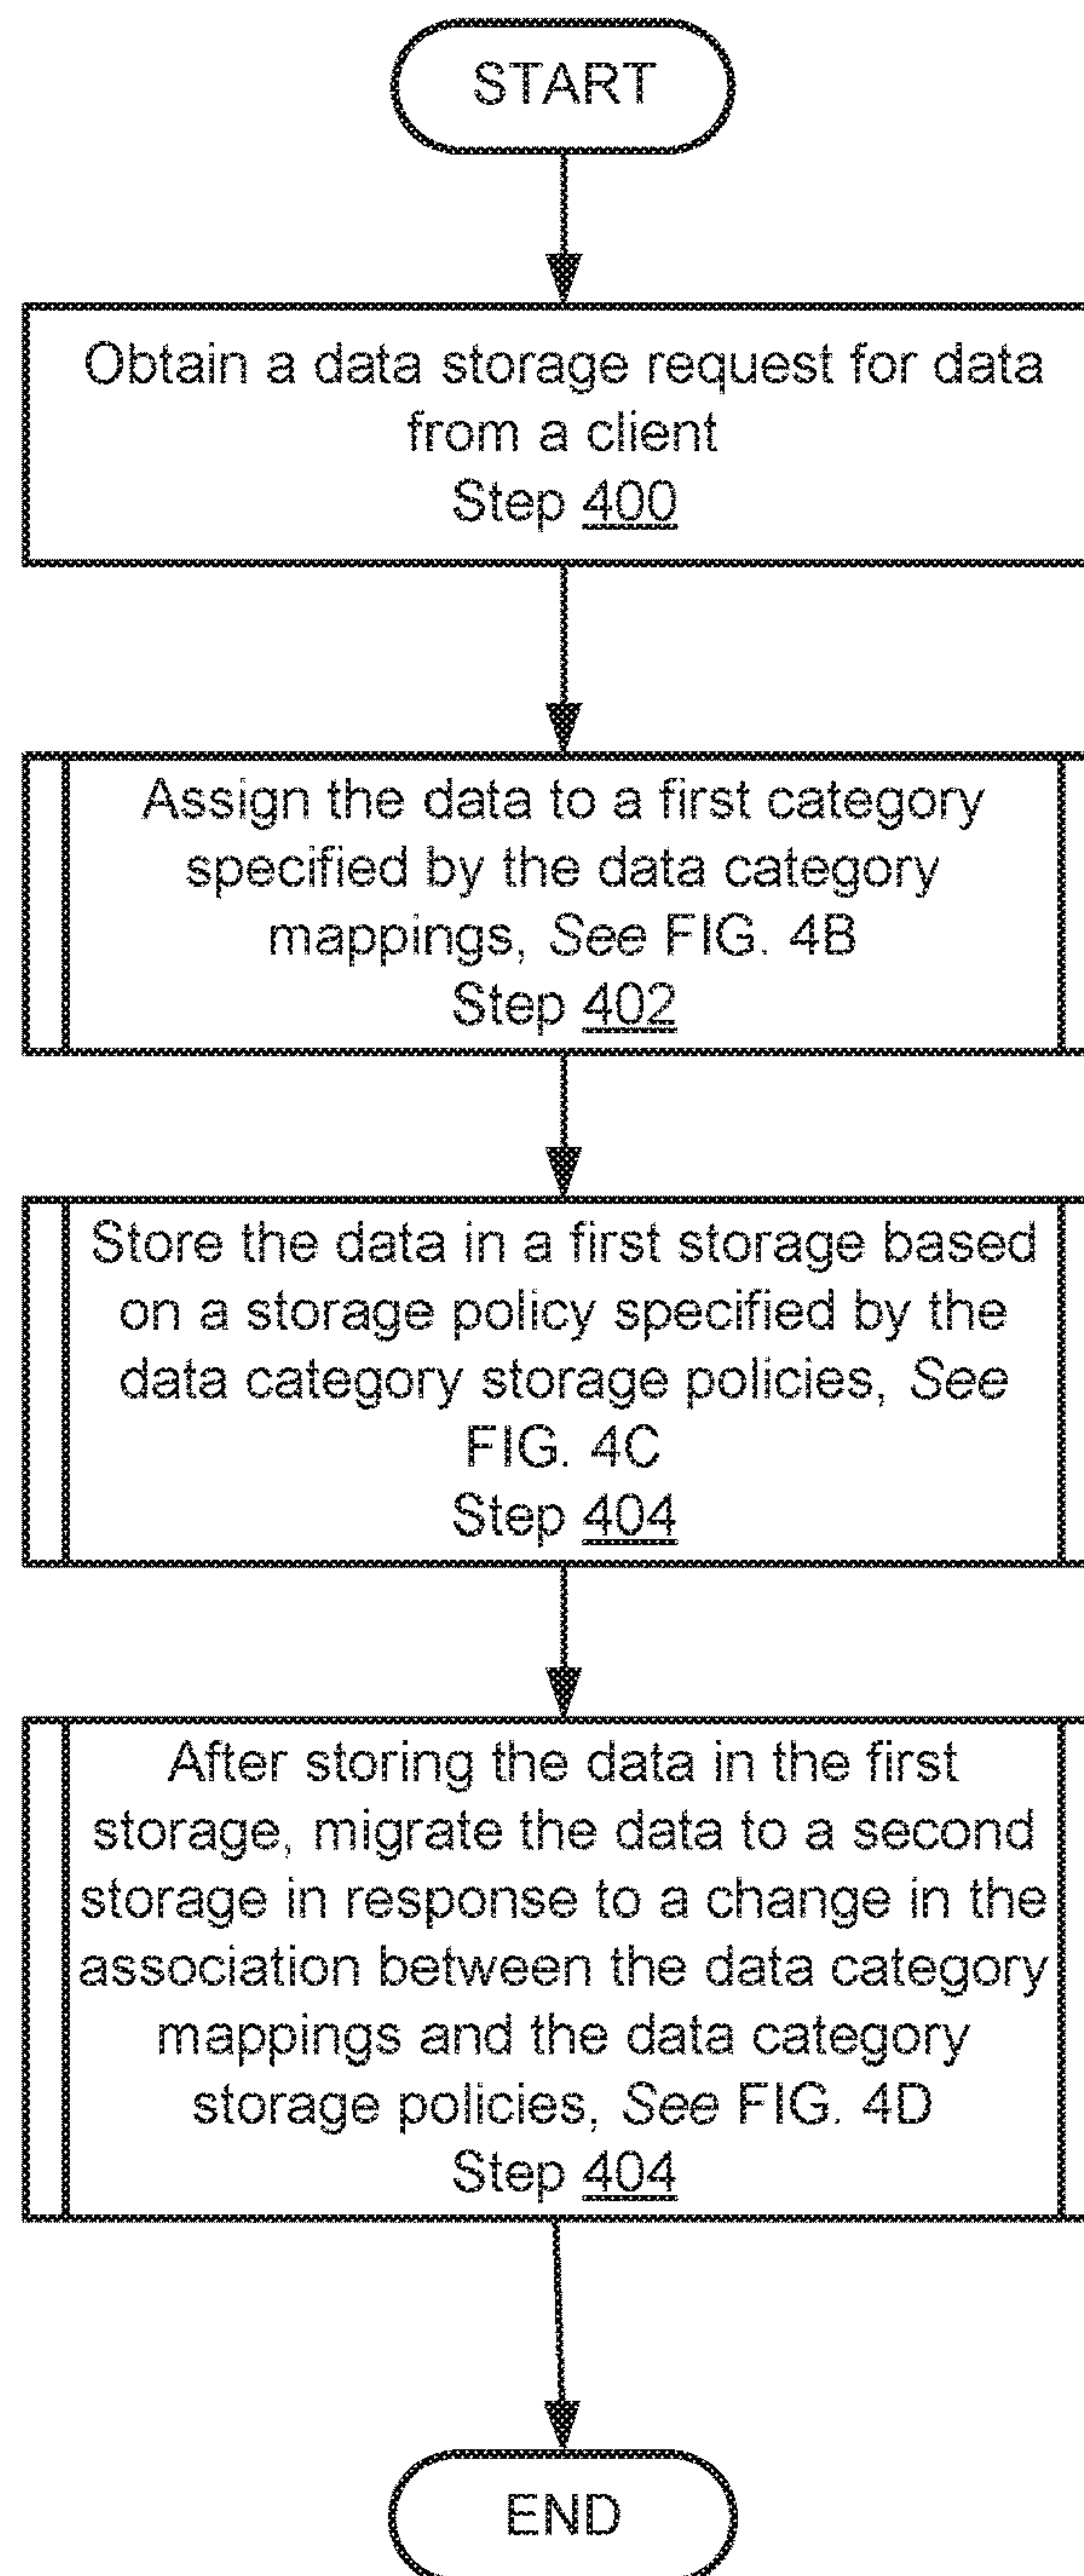 START
Obtain a data storage request for data
from a client
Step 400
Assign the data to a first category
specified by the data category
mappings, See FIG. 4B
Step 402
Store the data in a first storage based
on a storage policy specified by the
data category storage policies, See
FIG. 4C
Step 404
After storing the data in the first
storage, migrate the data to a second
storage in response to a change in the
association between the data category
mappings and the data category
storage policies, See FIG. 4D
Step 404
END